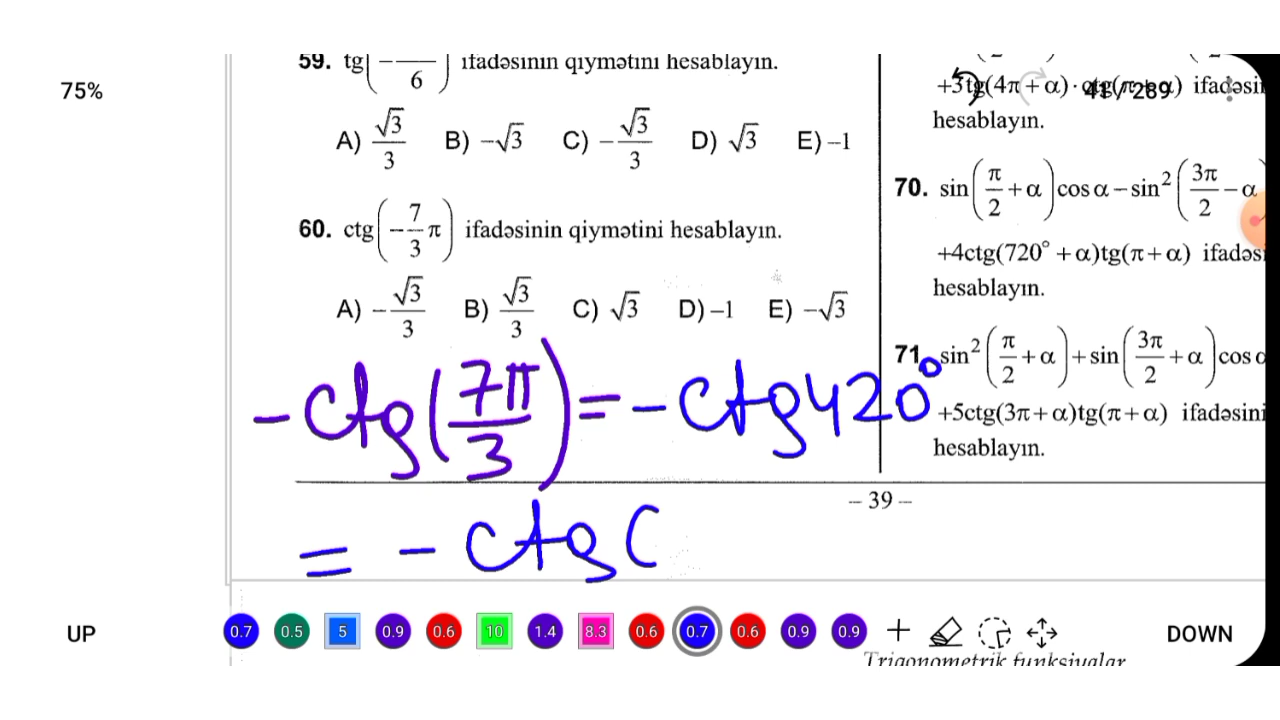 75%
59. tg(−—/6) ifadəsinin qiymətini hesablayın.
A) √3/3 B) −√3 C) −√3/3 D) √3 E) −1
60. ctg(−7/3 π) ifadəsinin qiymətini hesablayın.
A) −√3/3 B) √3/3 C) √3 D) −1 E) −√3
−ctg(7π/3) = −ctg420°
= −ctg(
+3tg(4π+α)·ctg(π+α) ifadəsi
41 / 289
hesablayın.
70. sin(π/2+α)cosα−sin²(3π/2−α
+4ctg(720°+α)tg(π+α) ifadəsi
hesablayın.
71. sin²(π/2+α)+sin(3π/2+α)cosα
+5ctg(3π+α)tg(π+α) ifadəsini
hesablayın.
– 39 –
UP 0.7 0.5 5 0.9 0.6 10 1.4 8.3 0.6 0.7 0.6 0.9 0.9 DOWN
Trigonometrik funksiyalar